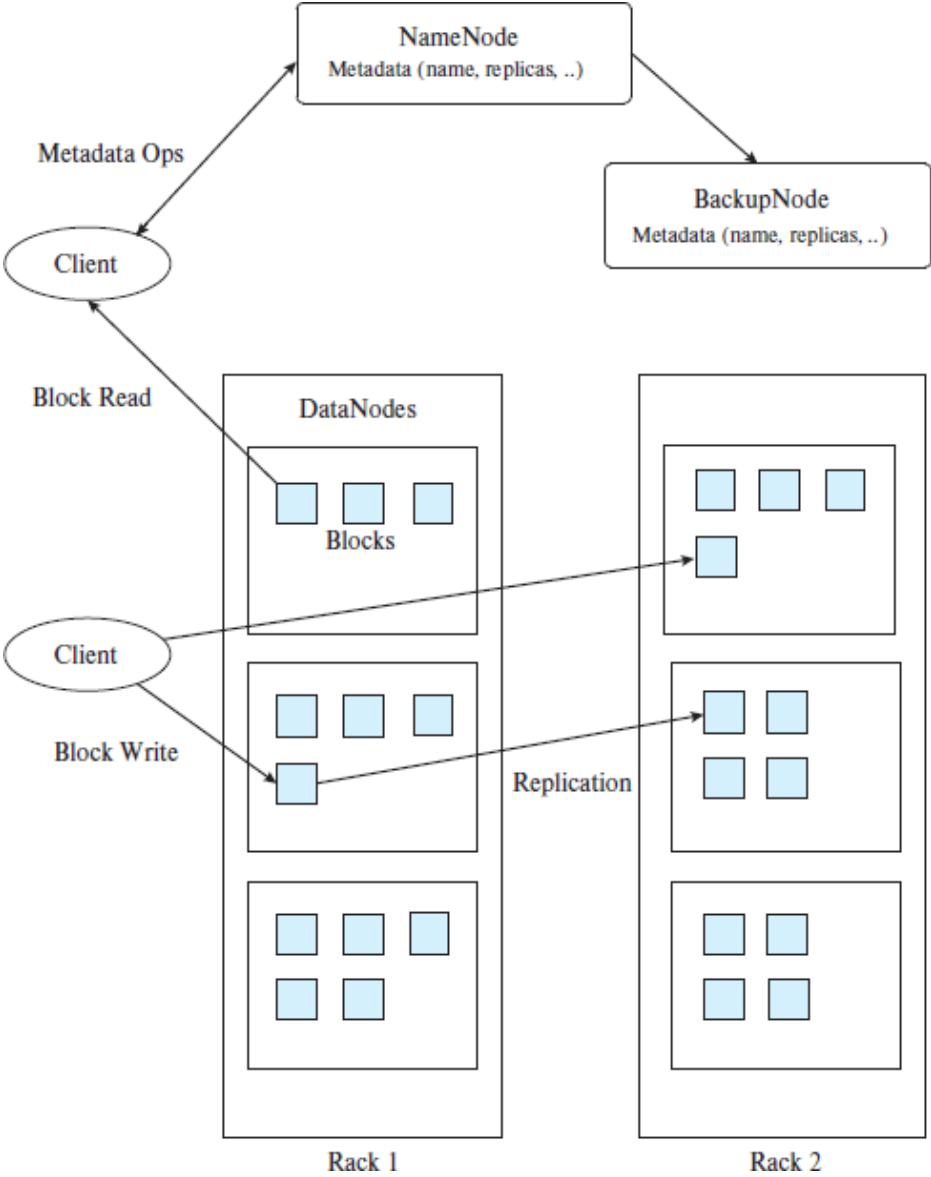 NameNode
Metadata (name, replicas, ..)
Metadata Ops
BackupNode
Metadata (name, replicas, ..)
Client
Block Read
DataNodes
Blocks
Client
Block Write
Replication
Rack 1
Rack 2